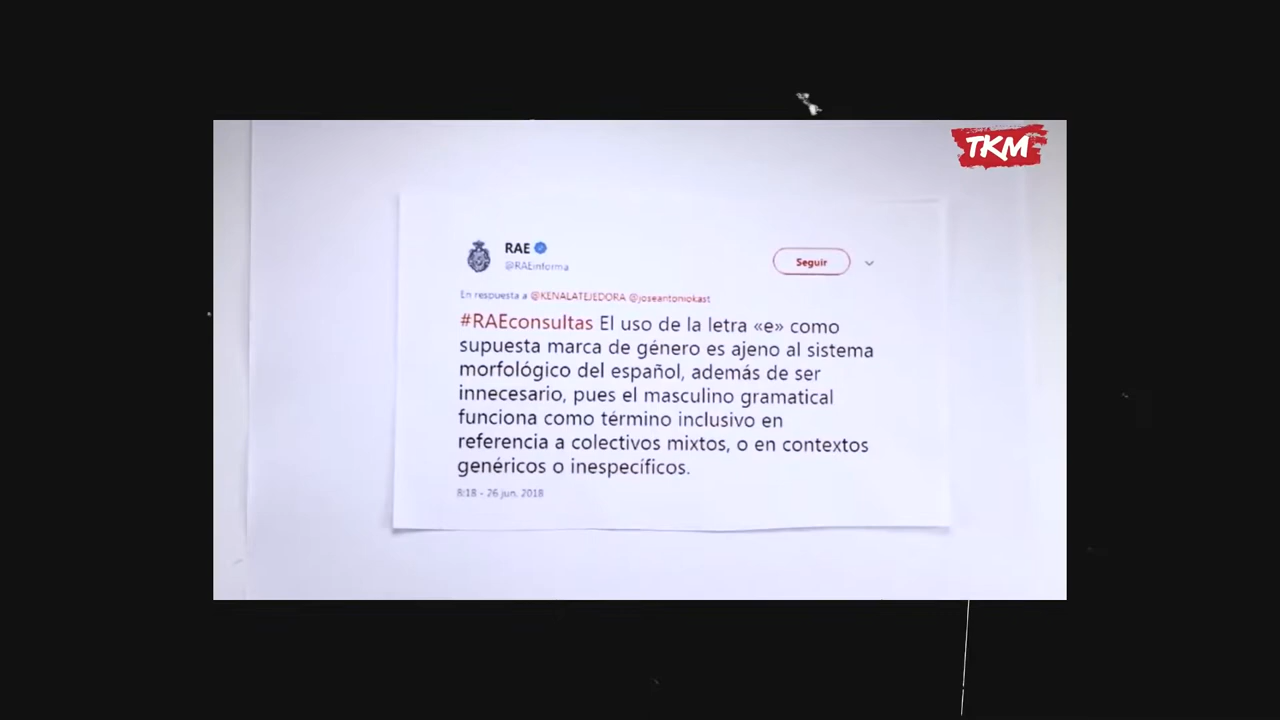 TKM
RAE
@RAEinforma
Seguir
En respuesta a @KENALATEJEDORA @joseantoniokast
#RAEconsultas El uso de la letra «e» como
supuesta marca de género es ajeno al sistema
morfológico del español, además de ser
innecesario, pues el masculino gramatical
funciona como término inclusivo en
referencia a colectivos mixtos, o en contextos
genéricos o inespecíficos.
8:18 - 26 jun. 2018